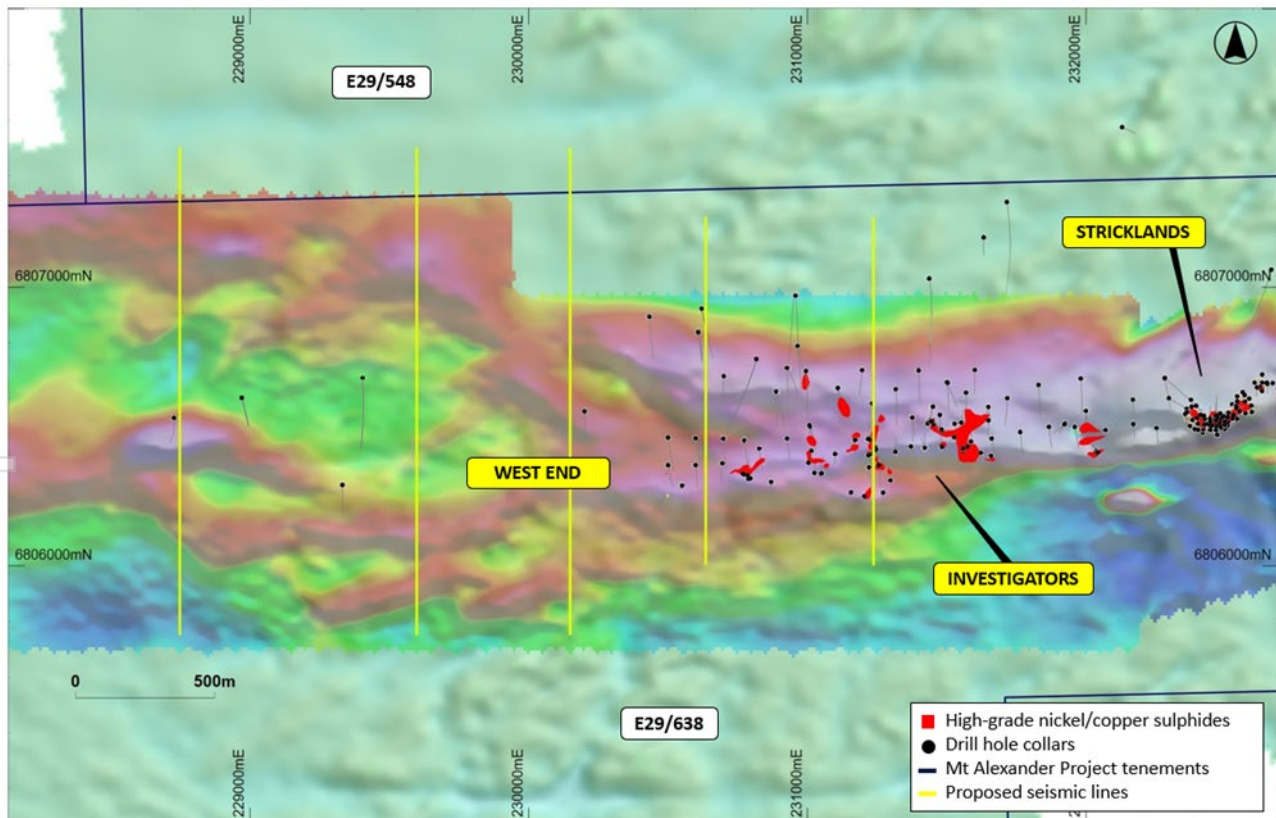 229000mE
230000mE
231000mE
232000mE
E29/548
STRICKLANDS
6807000mN
6807000mN
WEST END
6806000mN
6806000mN
INVESTIGATORS
0
500m
E29/638
High-grade nickel/copper sulphides
Drill hole collars
Mt Alexander Project tenements
Proposed seismic lines
229000mE
230000mE
231000mE